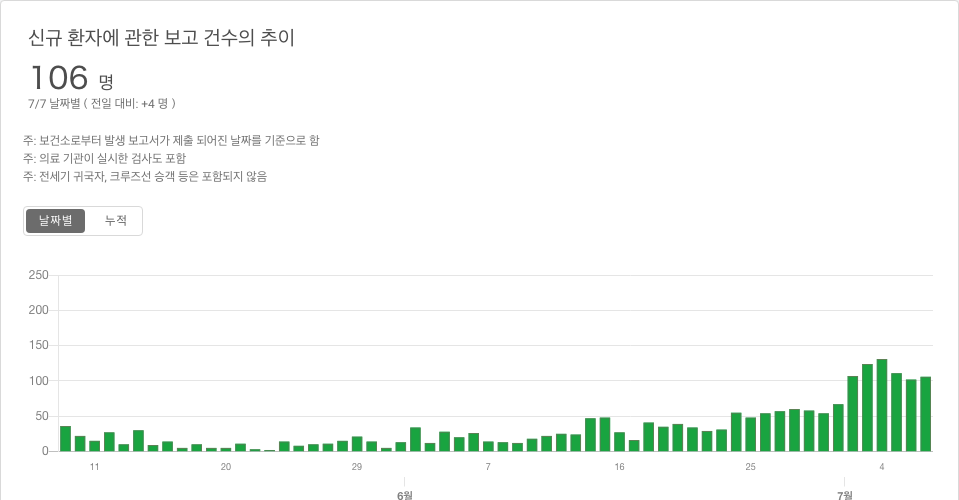 신규 환자에 관한 보고 건수의 추이
106 명
7/7 날짜별 ( 전일 대비: +4 명 )
주: 보건소로부터 발생 보고서가 제출 되어진 날짜를 기준으로 함
주: 의료 기관이 실시한 검사도 포함
주: 전세기 귀국자, 크루즈선 승객 등은 포함되지 않음
날짜별 누적
250
200
150
100
50
0
11 20 29 7 16 25 4
6월 7월